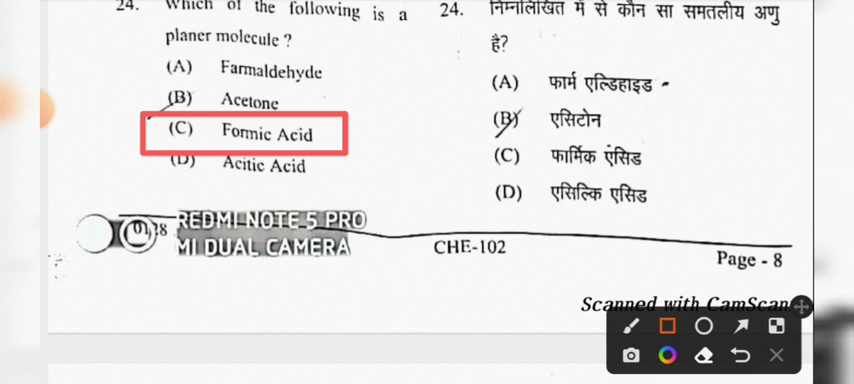 24. Which of the following is a
planer molecule ?
(A) Farmaldehyde
(B) Acetone
(C) Formic Acid
(D) Acitic Acid
24. निम्नलिखित में से कौन सा समतलीय अणु
है?
(A) फार्म एल्डिहाइड -
(B) एसिटोन
(C) फार्मिक एसिड
(D) एसिल्कि एसिड
REDMI NOTE 5 PRO
MI DUAL CAMERA
CHE-102
Page - 8
Scanned with CamScan